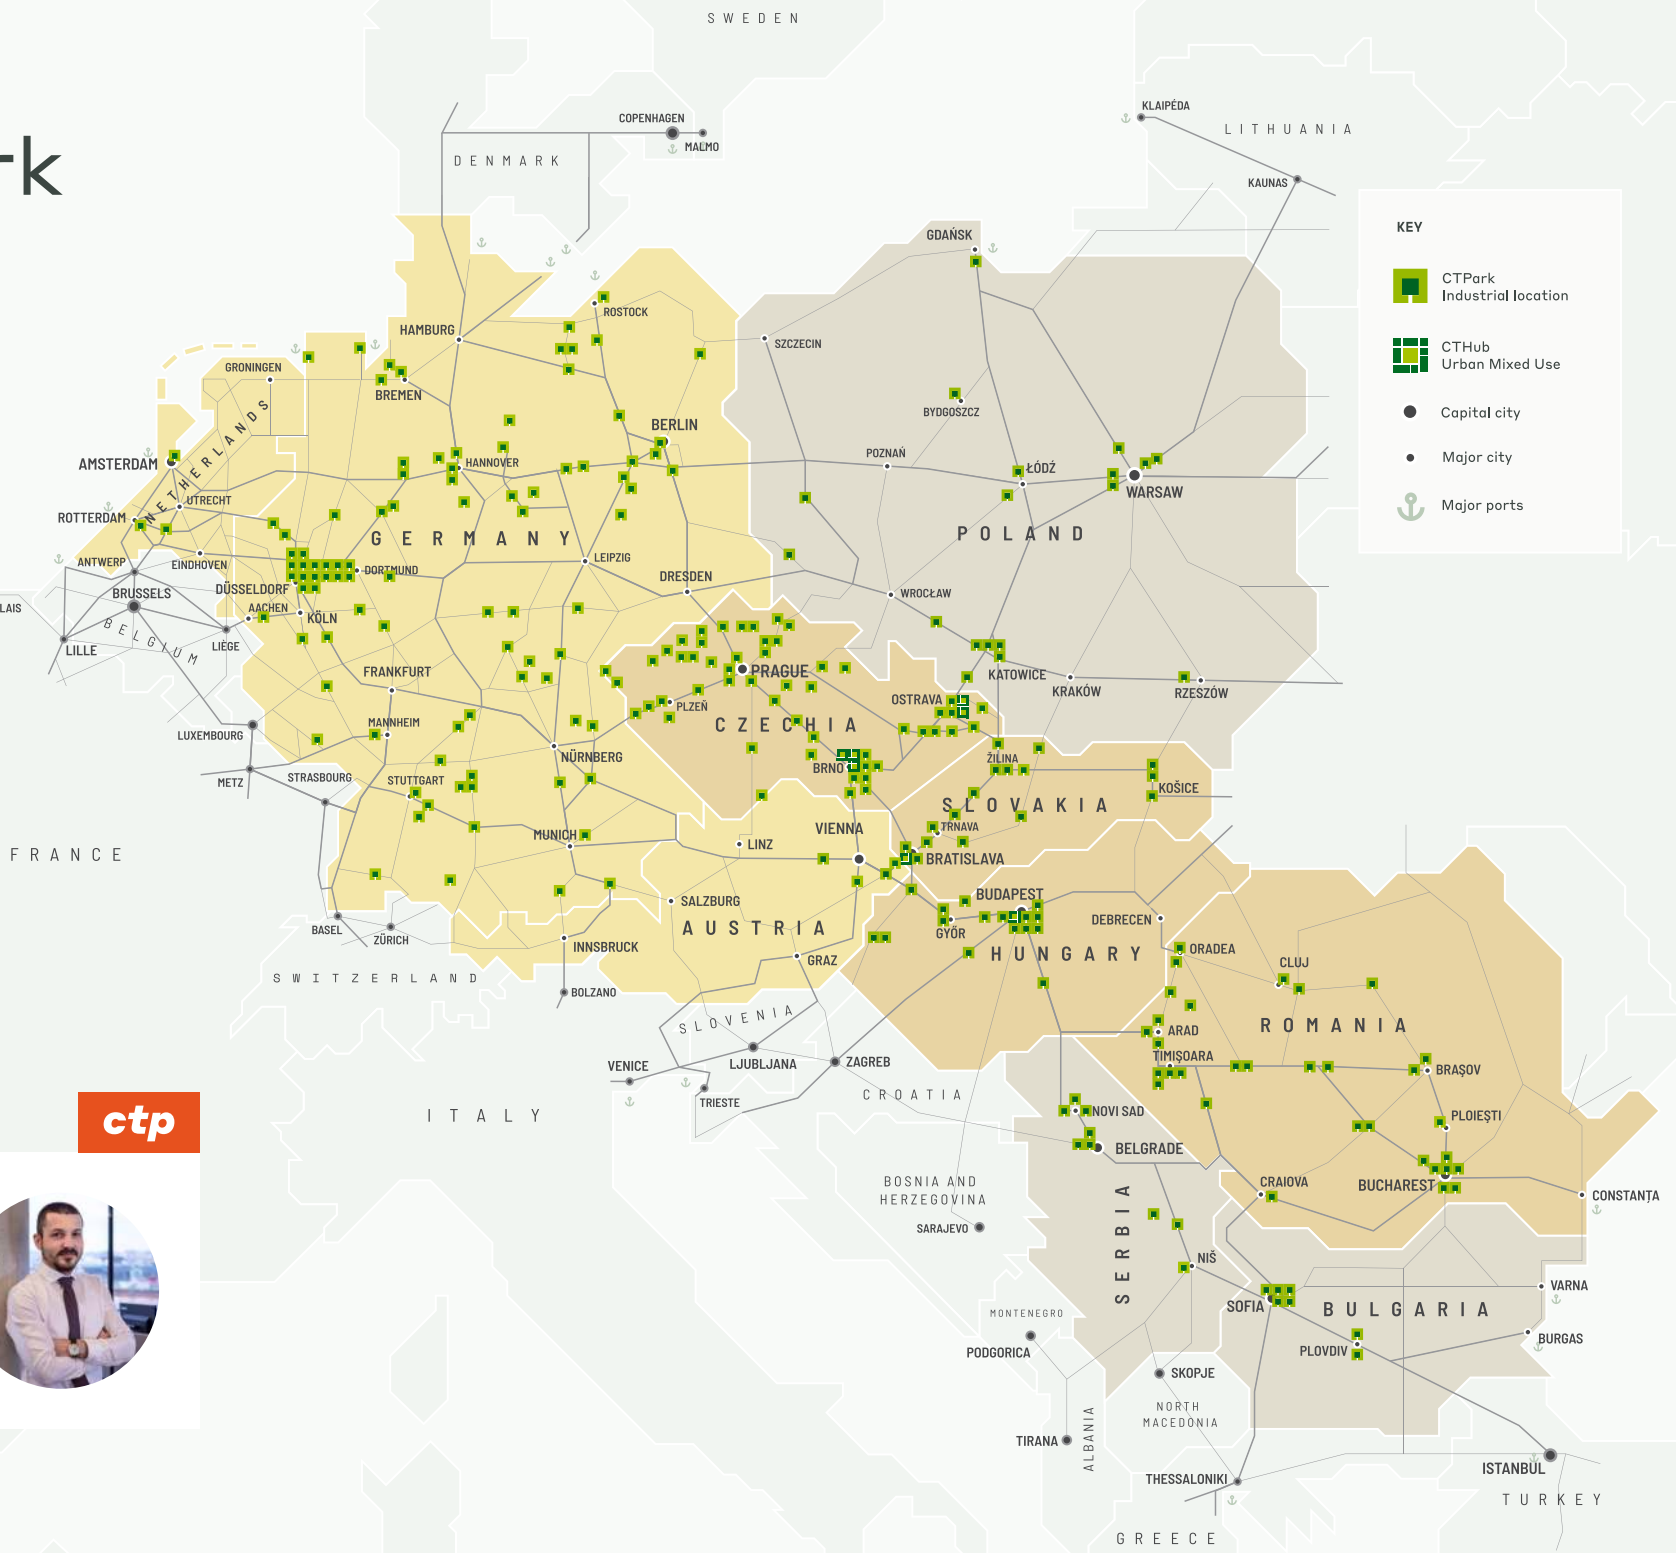 SWEDEN
rk
COPENHAGEN
MALMO
DENMARK
KLAIPÉDA
LITHUANIA
KAUNAS
KEY
CTPark
Industrial location
CTHub
Urban Mixed Use
Capital city
Major city
Major ports
GDAŃSK
ROSTOCK
HAMBURG
SZCZECIN
GRONINGEN
BREMEN
BYDGOSZCZ
BERLIN
NETHERLANDS
AMSTERDAM
HANNOVER
POZNAŃ
ŁÓDŹ
WARSAW
UTRECHT
ROTTERDAM
GERMANY
POLAND
ANTWERP
EINDHOVEN
DORTMUND
LEIPZIG
DRESDEN
BRUSSELS
DÜSSELDORF
WROCŁAW
LAIS
AACHEN
KÖLN
BELGIUM
LILLE
LIÈGE
FRANKFURT
PRAGUE
KATOWICE
KRAKÓW
RZESZÓW
OSTRAVA
PLZEŇ
CZECHIA
LUXEMBOURG
MANNHEIM
NÜRNBERG
ŽILINA
BRNO
METZ
STRASBOURG
STUTTGART
KOŠICE
SLOVAKIA
VIENNA
TRNAVA
MUNICH
LINZ
FRANCE
BRATISLAVA
BUDAPEST
SALZBURG
DEBRECEN
BASEL
ZÜRICH
AUSTRIA
GYŐR
INNSBRUCK
HUNGARY
ORADEA
GRAZ
CLUJ
SWITZERLAND
BOLZANO
SLOVENIA
ROMANIA
ARAD
TIMIȘOARA
VENICE
LJUBLJANA
ZAGREB
BRAȘOV
TRIESTE
CROATIA
ITALY
NOVI SAD
PLOIEȘTI
ctp
BELGRADE
BOSNIA AND
HERZEGOVINA
CRAIOVA
BUCHAREST
CONSTANȚA
SARAJEVO
SERBIA
NIŠ
VARNA
SOFIA
BULGARIA
MONTENEGRO
PODGORICA
PLOVDIV
BURGAS
SKOPJE
NORTH
MACEDONIA
TIRANA
ALBANIA
THESSALONIKI
ISTANBUL
TURKEY
GREECE